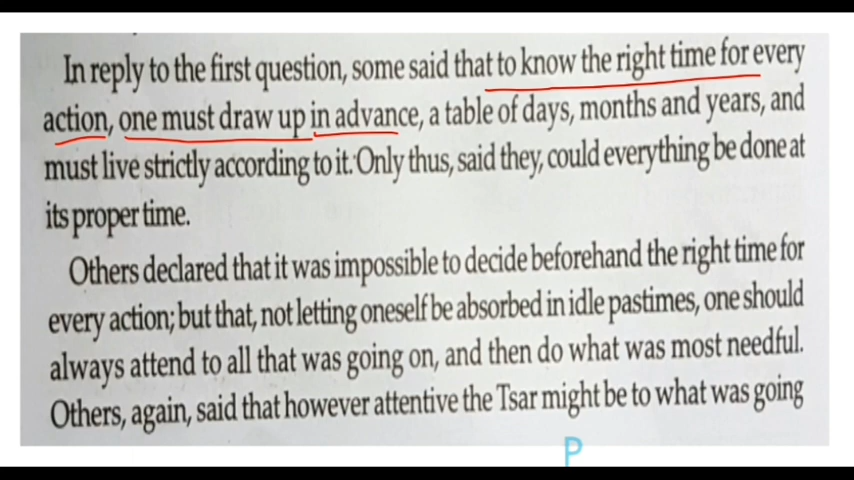 In reply to the first question, some said that to know the right time for every
action, one must draw up in advance, a table of days, months and years, and
must live strictly according to it. Only thus, said they, could everything be done at
its proper time.
Others declared that it was impossible to decide beforehand the right time for
every action; but that, not letting oneself be absorbed in idle pastimes, one should
always attend to all that was going on, and then do what was most needful.
Others, again, said that however attentive the Tsar might be to what was going
P